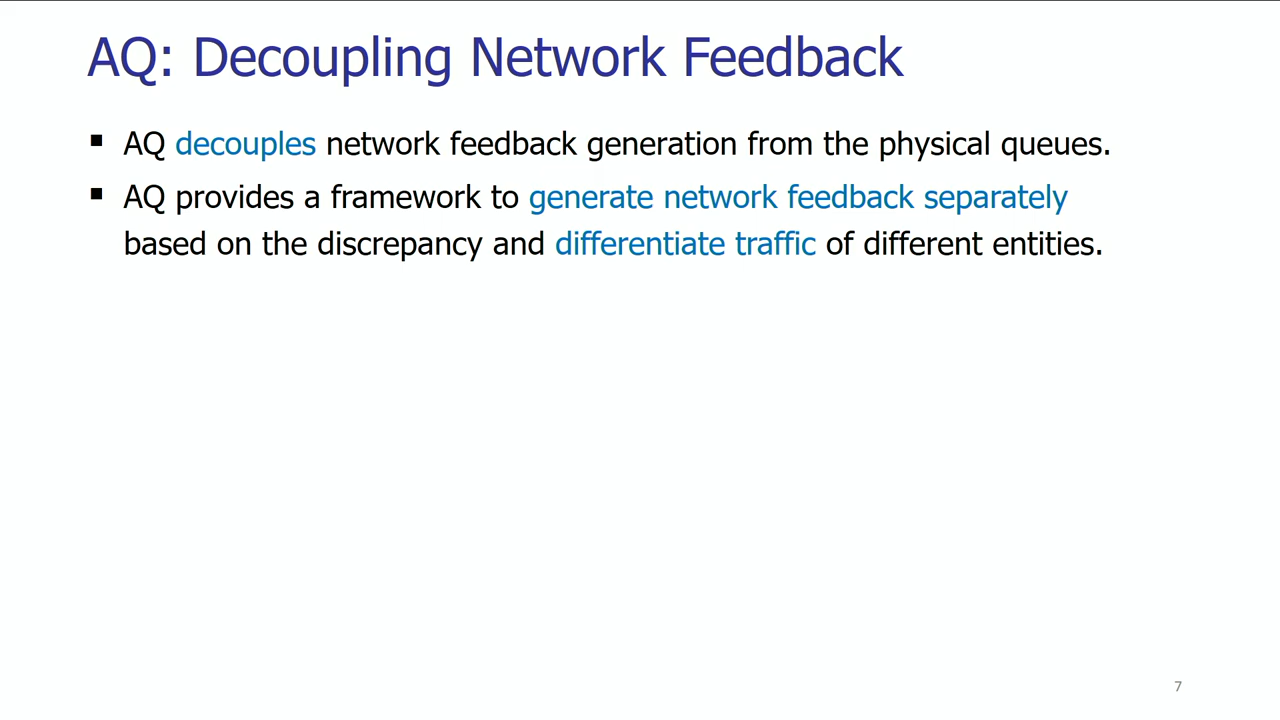 AQ: Decoupling Network Feedback
▪ AQ decouples network feedback generation from the physical queues.
▪ AQ provides a framework to generate network feedback separately
based on the discrepancy and differentiate traffic of different entities.
7